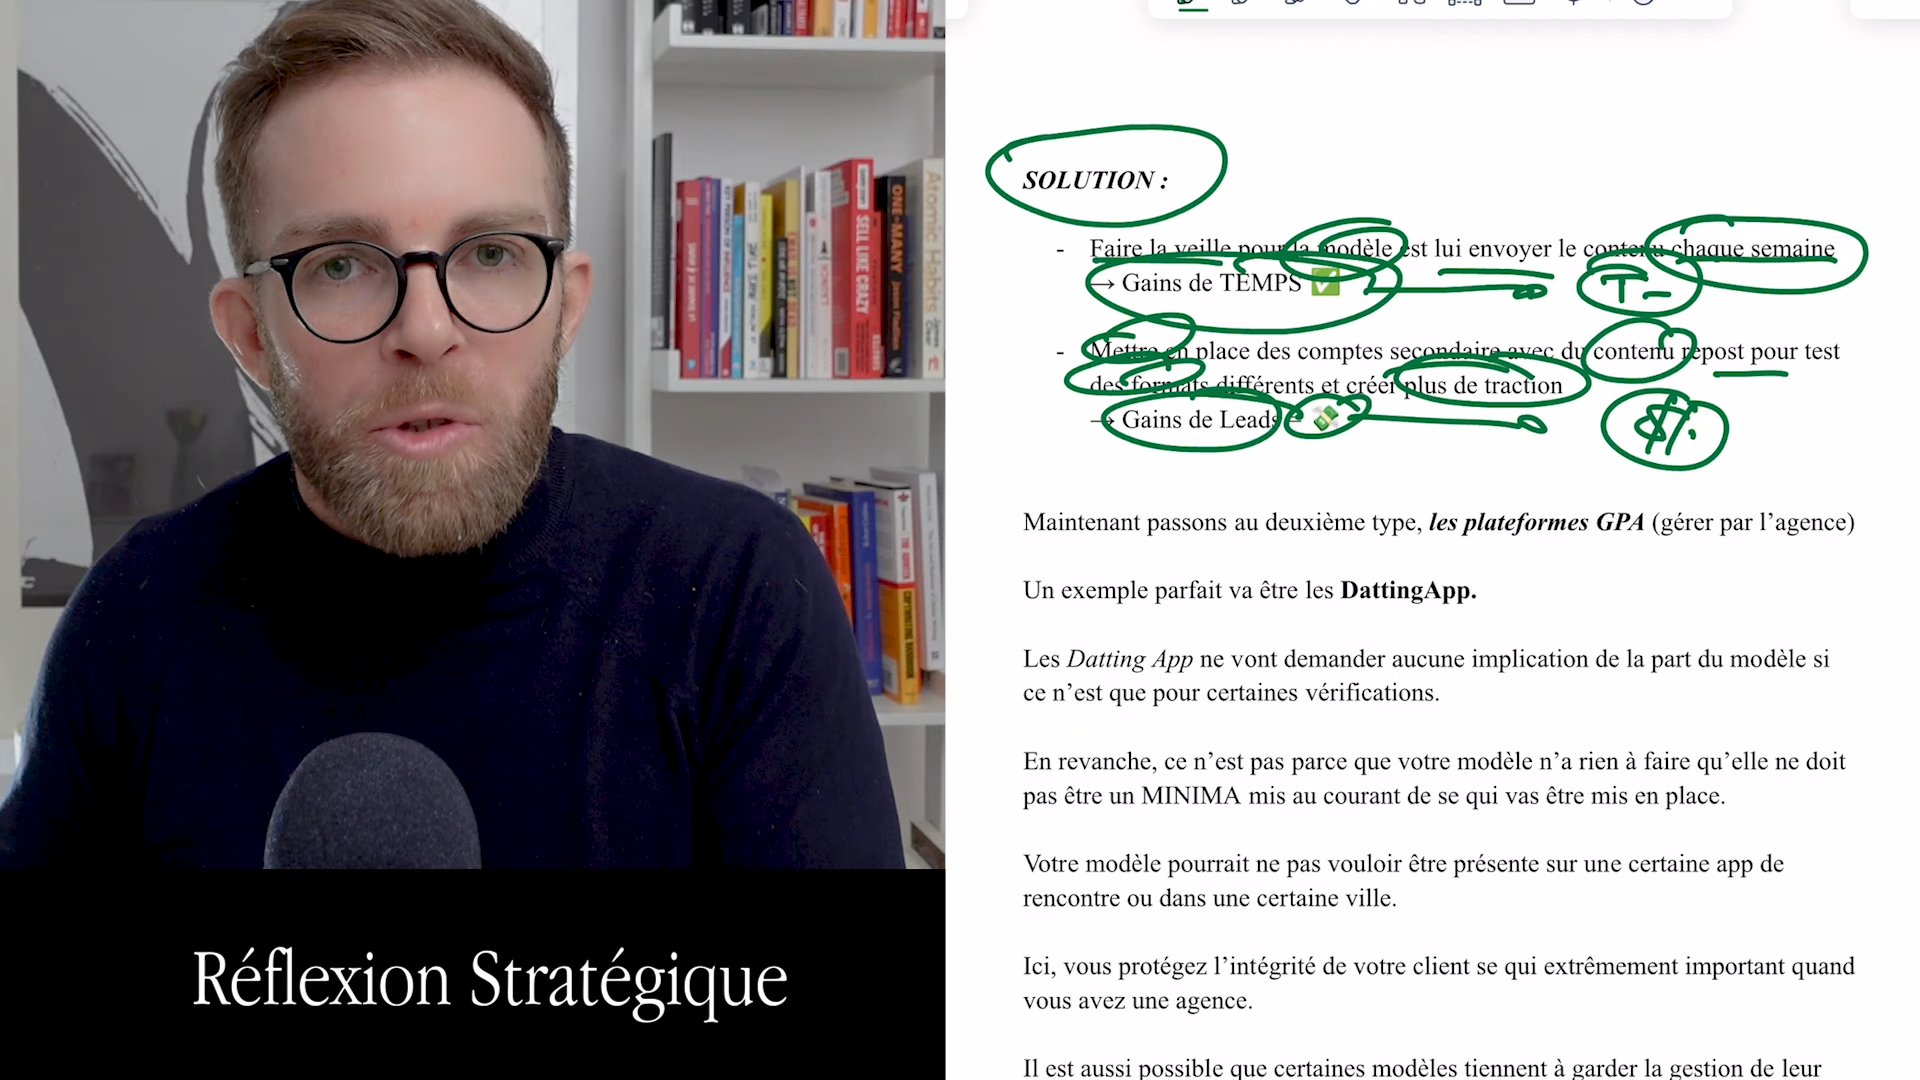 SOLUTION :
- Faire la veille pour la modèle est lui envoyer le contenu chaque semaine
→ Gains de TEMPS ✅
T -
- Mettre en place des comptes secondaire avec du contenu repost pour test
des formats différents et créer plus de traction
→ Gains de Leads = 💸
Maintenant passons au deuxième type, les plateformes GPA (gérer par l’agence)
Un exemple parfait va être les DattingApp.
Les Datting App ne vont demander aucune implication de la part du modèle si
ce n’est que pour certaines vérifications.
En revanche, ce n’est pas parce que votre modèle n’a rien à faire qu’elle ne doit
pas être un MINIMA mis au courant de se qui vas être mis en place.
Votre modèle pourrait ne pas vouloir être présente sur une certaine app de
rencontre ou dans une certaine ville.
Ici, vous protégez l’intégrité de votre client se qui extrêmement important quand
vous avez une agence.
Il est aussi possible que certaines modèles tiennent à garder la gestion de leur
Réflexion Stratégique
SELL LIKE CRAZY
ONE-MANY
Atomic Habits